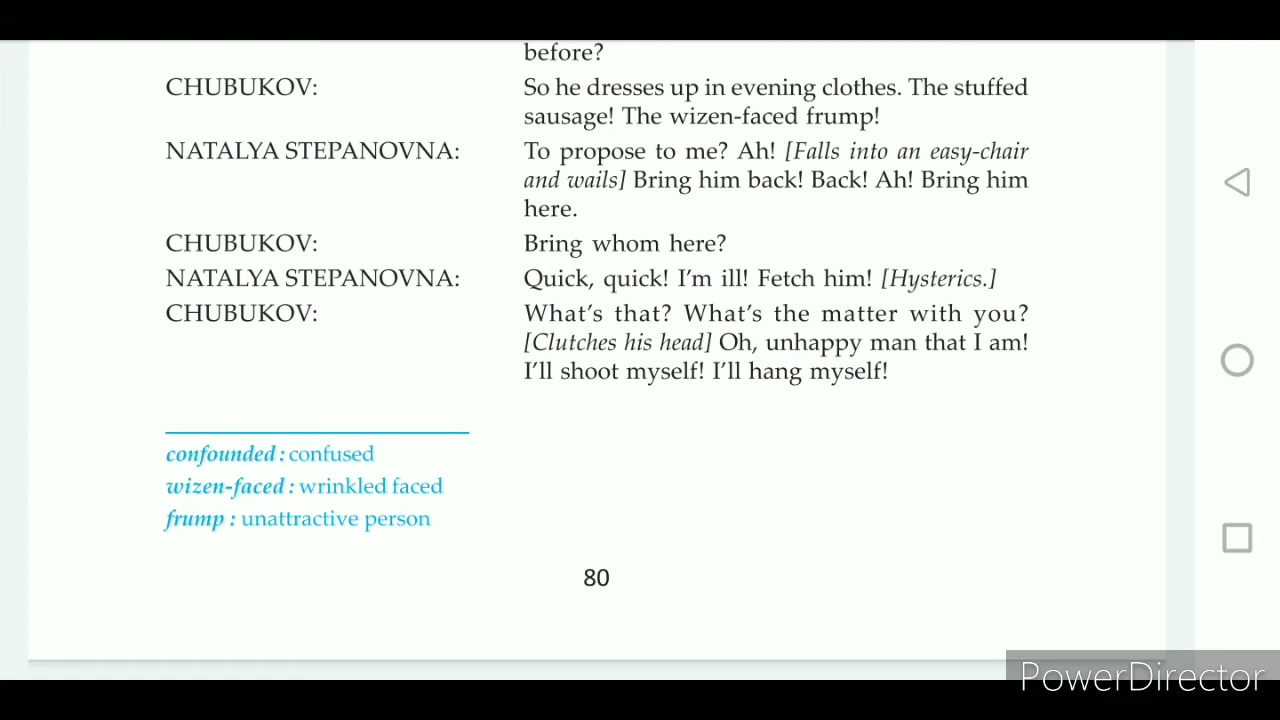 before?
CHUBUKOV: So he dresses up in evening clothes. The stuffed
sausage! The wizen-faced frump!
NATALYA STEPANOVNA: To propose to me? Ah! [Falls into an easy-chair
and wails] Bring him back! Back! Ah! Bring him
here.
CHUBUKOV: Bring whom here?
NATALYA STEPANOVNA: Quick, quick! I'm ill! Fetch him! [Hysterics.]
CHUBUKOV: What's that? What's the matter with you?
[Clutches his head] Oh, unhappy man that I am!
I'll shoot myself! I'll hang myself!
confounded : confused
wizen-faced : wrinkled faced
frump : unattractive person
80
PowerDirector